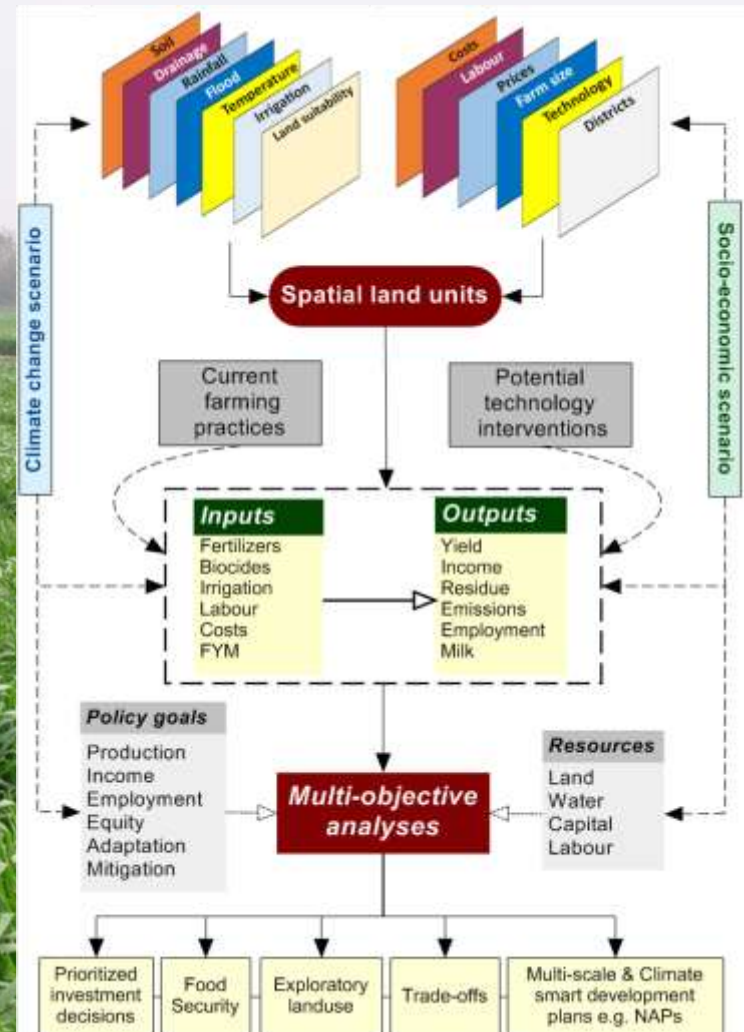 Soil
Drainage
Rainfall
Flood
Temperature
Irrigation
Land suitability
Costs
Labour
Prices
Farm size
Technology
Districts
Climate change scenario
Socio-economic scenario
Spatial land units
Current
farming
practices
Potential
technology
interventions
Inputs
Fertilizers
Biocides
Irrigation
Labour
Costs
FYM
Outputs
Yield
Income
Residue
Emissions
Employment
Milk
Policy goals
Production
Income
Employment
Equity
Adaptation
Mitigation
Multi-objective
analyses
Resources
Land
Water
Capital
Labour
Prioritized
investment
decisions
Food
Security
Exploratory
landuse
Trade-offs
Multi-scale & Climate
smart development
plans e.g. NAPs